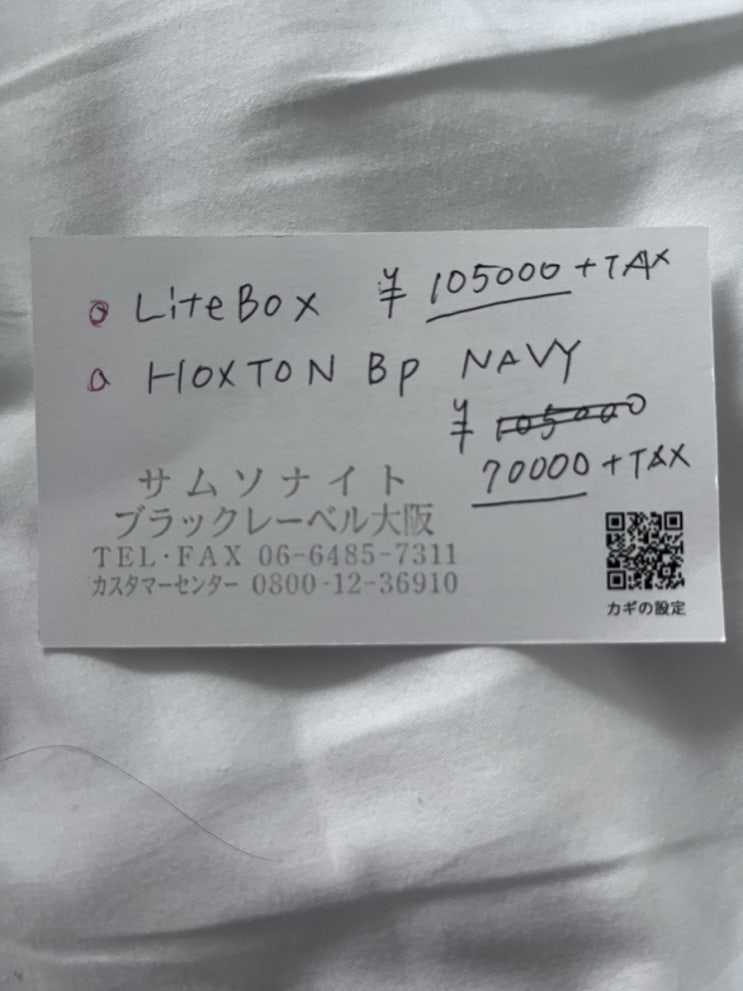 LiteBox ¥ 105000 + TAX
HOXTON BP NAVY
¥ 105000
70000 + TAX
サムソナイト
ブラックレーベル大阪
TEL・FAX 06-6485-7311
カスタマーセンター 0800-12-36910
カギの設定